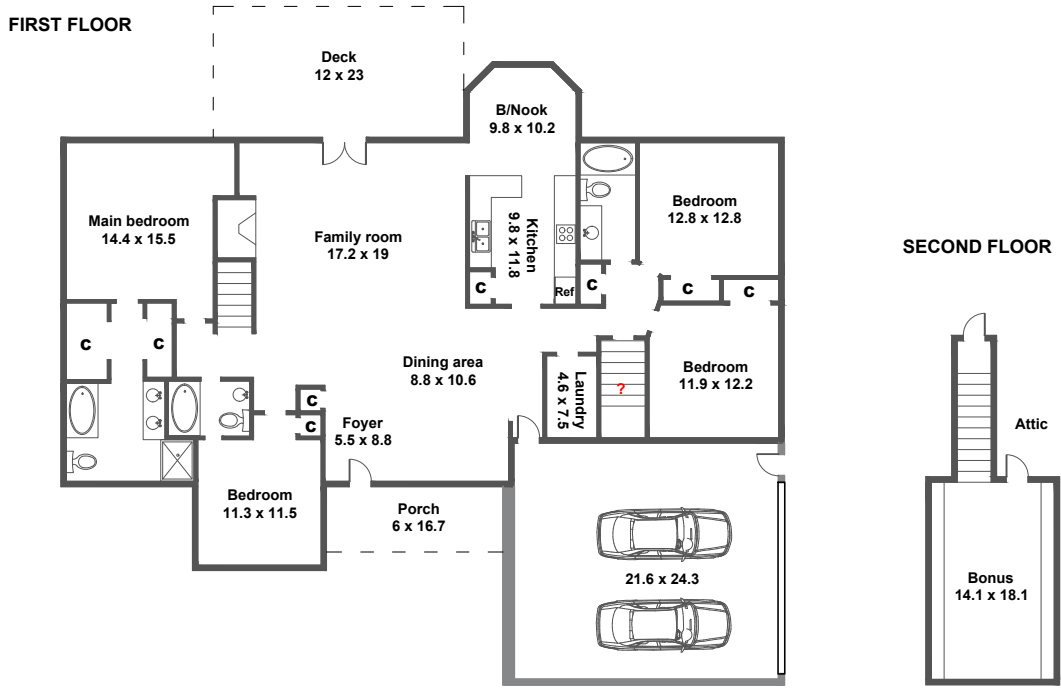 FIRST FLOOR
Deck
12 x 23
B/Nook
9.8 x 10.2
Main bedroom
14.4 x 15.5
Family room
17.2 x 19
Kitchen
9.8 x 11.8
Bedroom
12.8 x 12.8
SECOND FLOOR
C
Ref
C
C
C
C
C
Dining area
8.8 x 10.6
Laundry
4.6 x 7.5
?
Bedroom
11.9 x 12.2
C
C
Foyer
5.5 x 8.8
Attic
Bedroom
11.3 x 11.5
Porch
6 x 16.7
21.6 x 24.3
Bonus
14.1 x 18.1